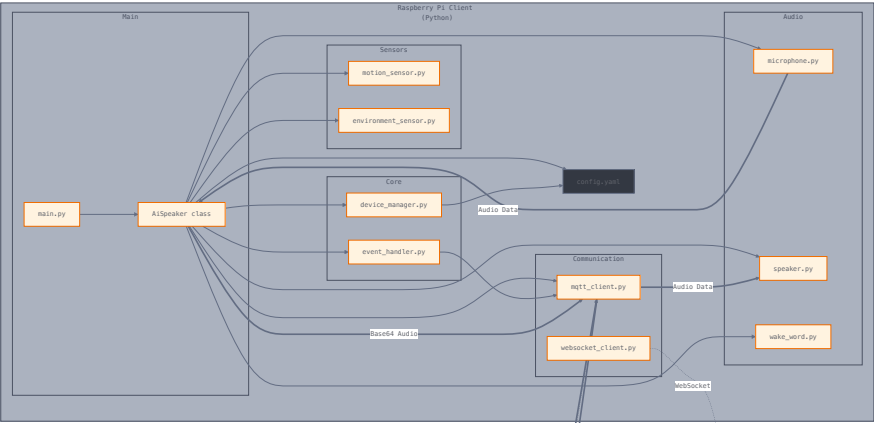 Raspberry Pi Client
(Python)
Main
Audio
Sensors
microphone.py
motion_sensor.py
environment_sensor.py
config.yaml
Core
main.py
AiSpeaker class
device_manager.py
Audio Data
event_handler.py
Communication
speaker.py
mqtt_client.py
Audio Data
Base64 Audio
wake_word.py
websocket_client.py
WebSocket